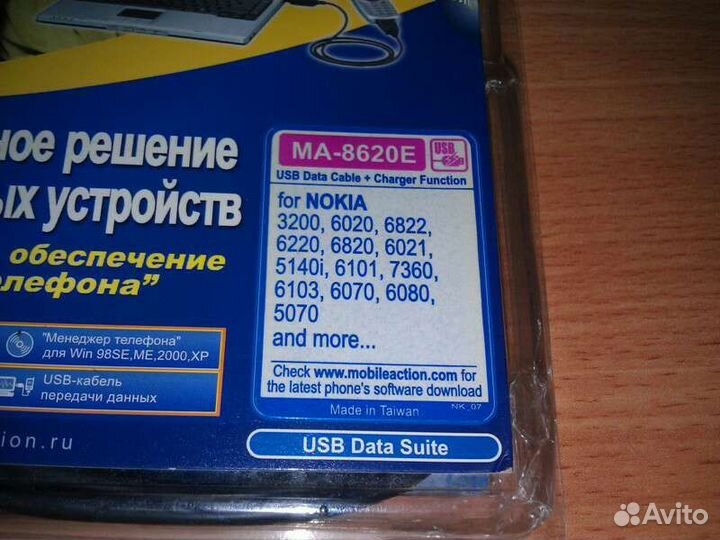 ное решение
ых устройств
обеспечение
елефона”
"Менеджер телефона"
для Win 98SE,ME,2000,XP
USB-кабель
передачи данных
ion.ru
MA-8620E
USB
USB Data Cable + Charger Function
for NOKIA
3200, 6020, 6822,
6220, 6820, 6021,
5140i, 6101, 7360,
6103, 6070, 6080,
5070
and more...
Check www.mobileaction.com for
the latest phone's software download
Made in Taiwan
NK_07
USB Data Suite
Avito